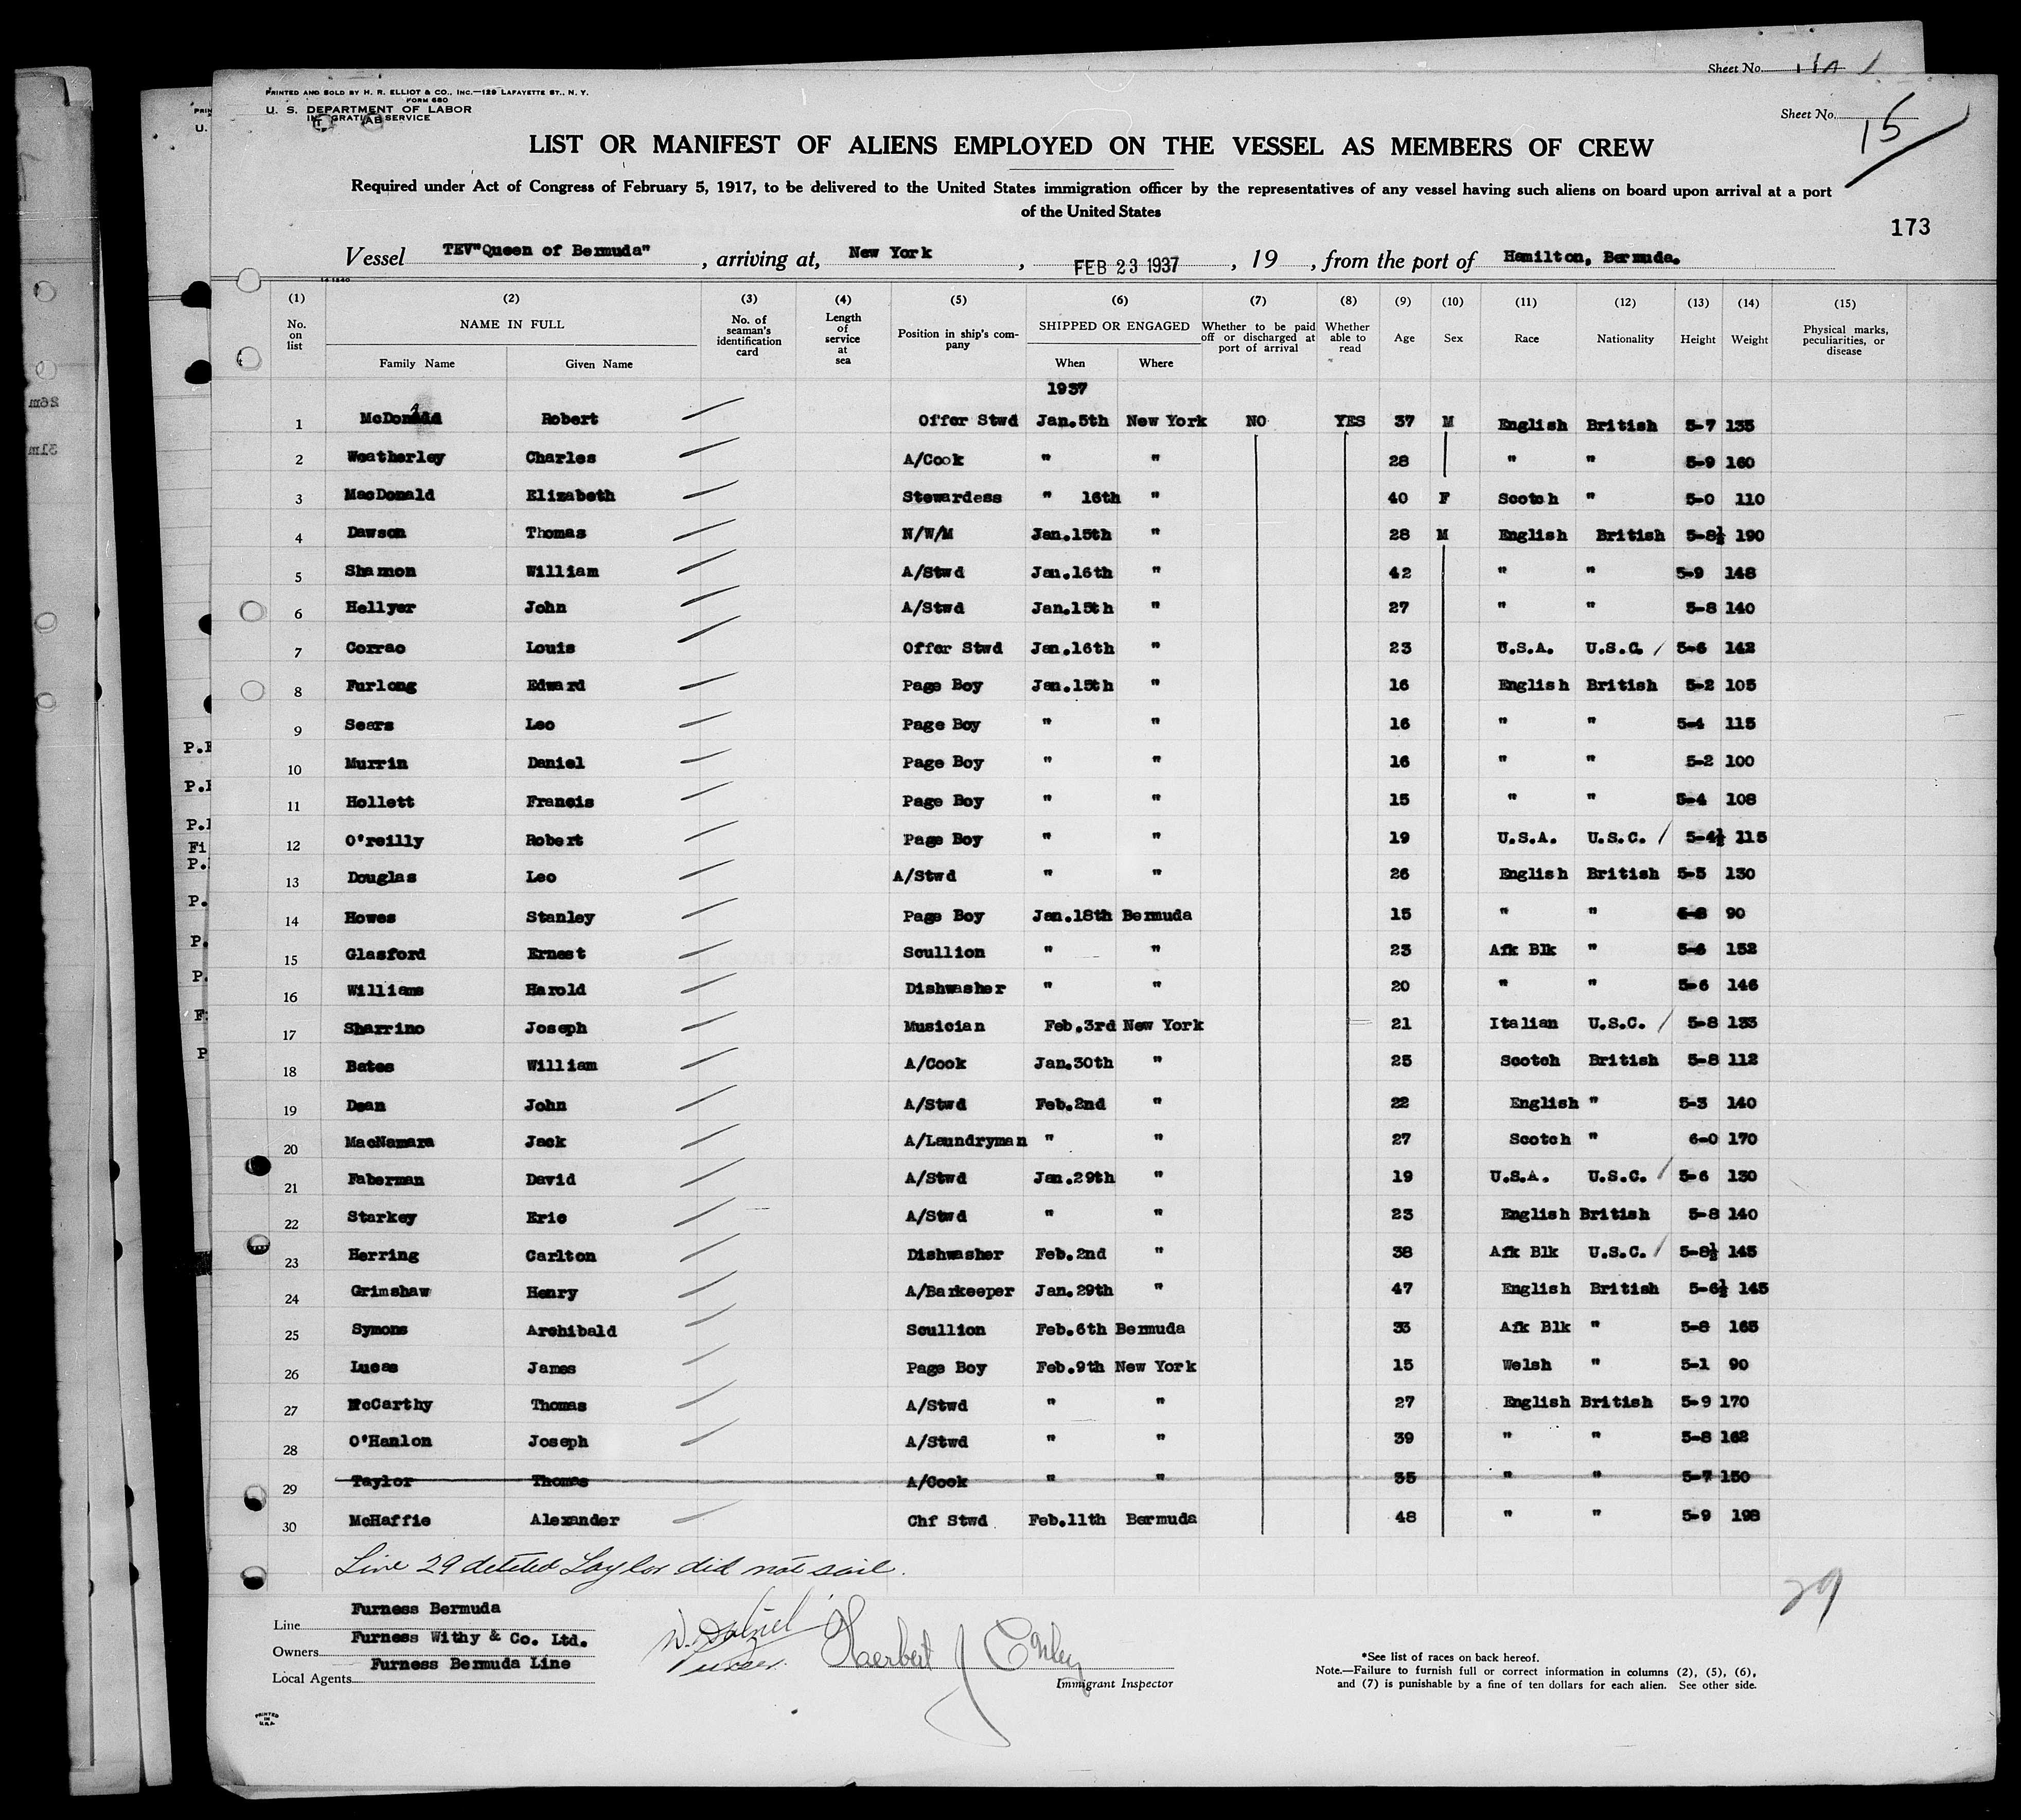 Sheet No.
PRINTED AND SOLD BY H. R. ELLIOT & CO., INC.—129 LAFAYETTE ST., N. Y.
FORM 680
U. S. DEPARTMENT OF LABOR
IMMIGRATION SERVICE
Sheet No. 15
LIST OR MANIFEST OF ALIENS EMPLOYED ON THE VESSEL AS MEMBERS OF CREW
Required under Act of Congress of February 5, 1917, to be delivered to the United States immigration officer by the representatives of any vessel having such aliens on board upon arrival at a port
of the United States
173
Vessel TEV"Queen of Bermuda", arriving at, New York, FEB 23 1937, 19 , from the port of Hamilton, Bermuda.
(1) (2) (3) (4) (5) (6) (7) (8) (9) (10) (11) (12) (13) (14) (15)
No. on list NAME IN FULL Family Name Given Name No. of seaman's identification card Length of service at sea Position in ship's company SHIPPED OR ENGAGED When Where Whether to be paid off or discharged at port of arrival Whether able to read Age Sex Race Nationality Height Weight Physical marks, peculiarities, or disease
1937
1 Robert Offcr Stwd Jan.5th New York NO YES 37 M English British 5-7 135
2 Weatherley Charles A/Cook " " 28 " " 5-9 160
3 MacDonald Elizabeth Stewardess " 16th " 40 F Scotch " 5-0 110
4 Dawson Thomas N/W/M Jan.15th " 28 M English British 5-8½ 190
5 Shannon William A/Stwd Jan.16th " 42 " " 5-9 148
6 Hellyer John A/Stwd Jan.15th " 27 " " 5-8 140
7 Corrao Louis Offcr Stwd Jan.16th " 23 U.S.A. U.S.C. 5-6 142
8 Furlong Edward Page Boy Jan.15th " 16 English British 5-2 105
9 Sears Leo Page Boy " " 16 " " 5-4 115
10 Murrin Daniel Page Boy " " 16 " " 5-2 100
11 Hollett Francis Page Boy " " 15 " " 5-4 108
12 O'reilly Robert Page Boy " " 19 U.S.A. U.S.C. 5-4½ 115
13 Douglas Leo A/Stwd " " 26 English British 5-5 130
14 Howes Stanley Page Boy Jan.18th Bermuda 15 " " 90
15 Glasford Ernest Scullion " " 23 Afk Blk " 5-6 152
16 Williams Harold Dishwasher " " 20 " " 5-6 146
17 Sharrino Joseph Musician Feb.3rd New York 21 Italian U.S.C. 5-8 133
18 Bates William A/Cook Jan.30th " 25 Scotch British 5-8 112
19 Dean John A/Stwd Feb.2nd " 22 English " 5-3 140
20 MacNamara Jack A/Laundryman " " 27 Scotch " 6-0 170
21 Faberman David A/Stwd Jan.29th " 19 U.S.A. U.S.C. 5-6 130
22 Starkey Eric A/Stwd " " 23 English British 5-8 140
23 Herring Carlton Dishwasher Feb.2nd " 38 Afk Blk U.S.C. 5-8½ 145
24 Grimshaw Henry A/Barkeeper Jan.29th " 47 English British 5-6½ 145
25 Symons Archibald Scullion Feb.6th Bermuda 33 Afk Blk " 5-8 165
26 Lucas James Page Boy Feb.9th New York 15 Welsh " 5-1 90
27 McCarthy Thomas A/Stwd " " 27 English British 5-9 170
28 O'Hanlon Joseph A/Stwd " " 39 " " 5-8 162
29 Taylor Thomas A/Cook " " 35 " " 5-7 150
30 McHaffie Alexander Chf Stwd Feb.11th Bermuda 48 " " 5-9 198
Line 29 deleted Taylor did not sail.
29
Line Furness Bermuda
Owners Furness Withy & Co. Ltd.
Local Agents Furness Bermuda Line
Purser.
Immigrant Inspector
*See list of races on back hereof.
Note.—Failure to furnish full or correct information in columns (2), (5), (6),
and (7) is punishable by a fine of ten dollars for each alien. See other side.
PRINTED
IN
U.S.A.